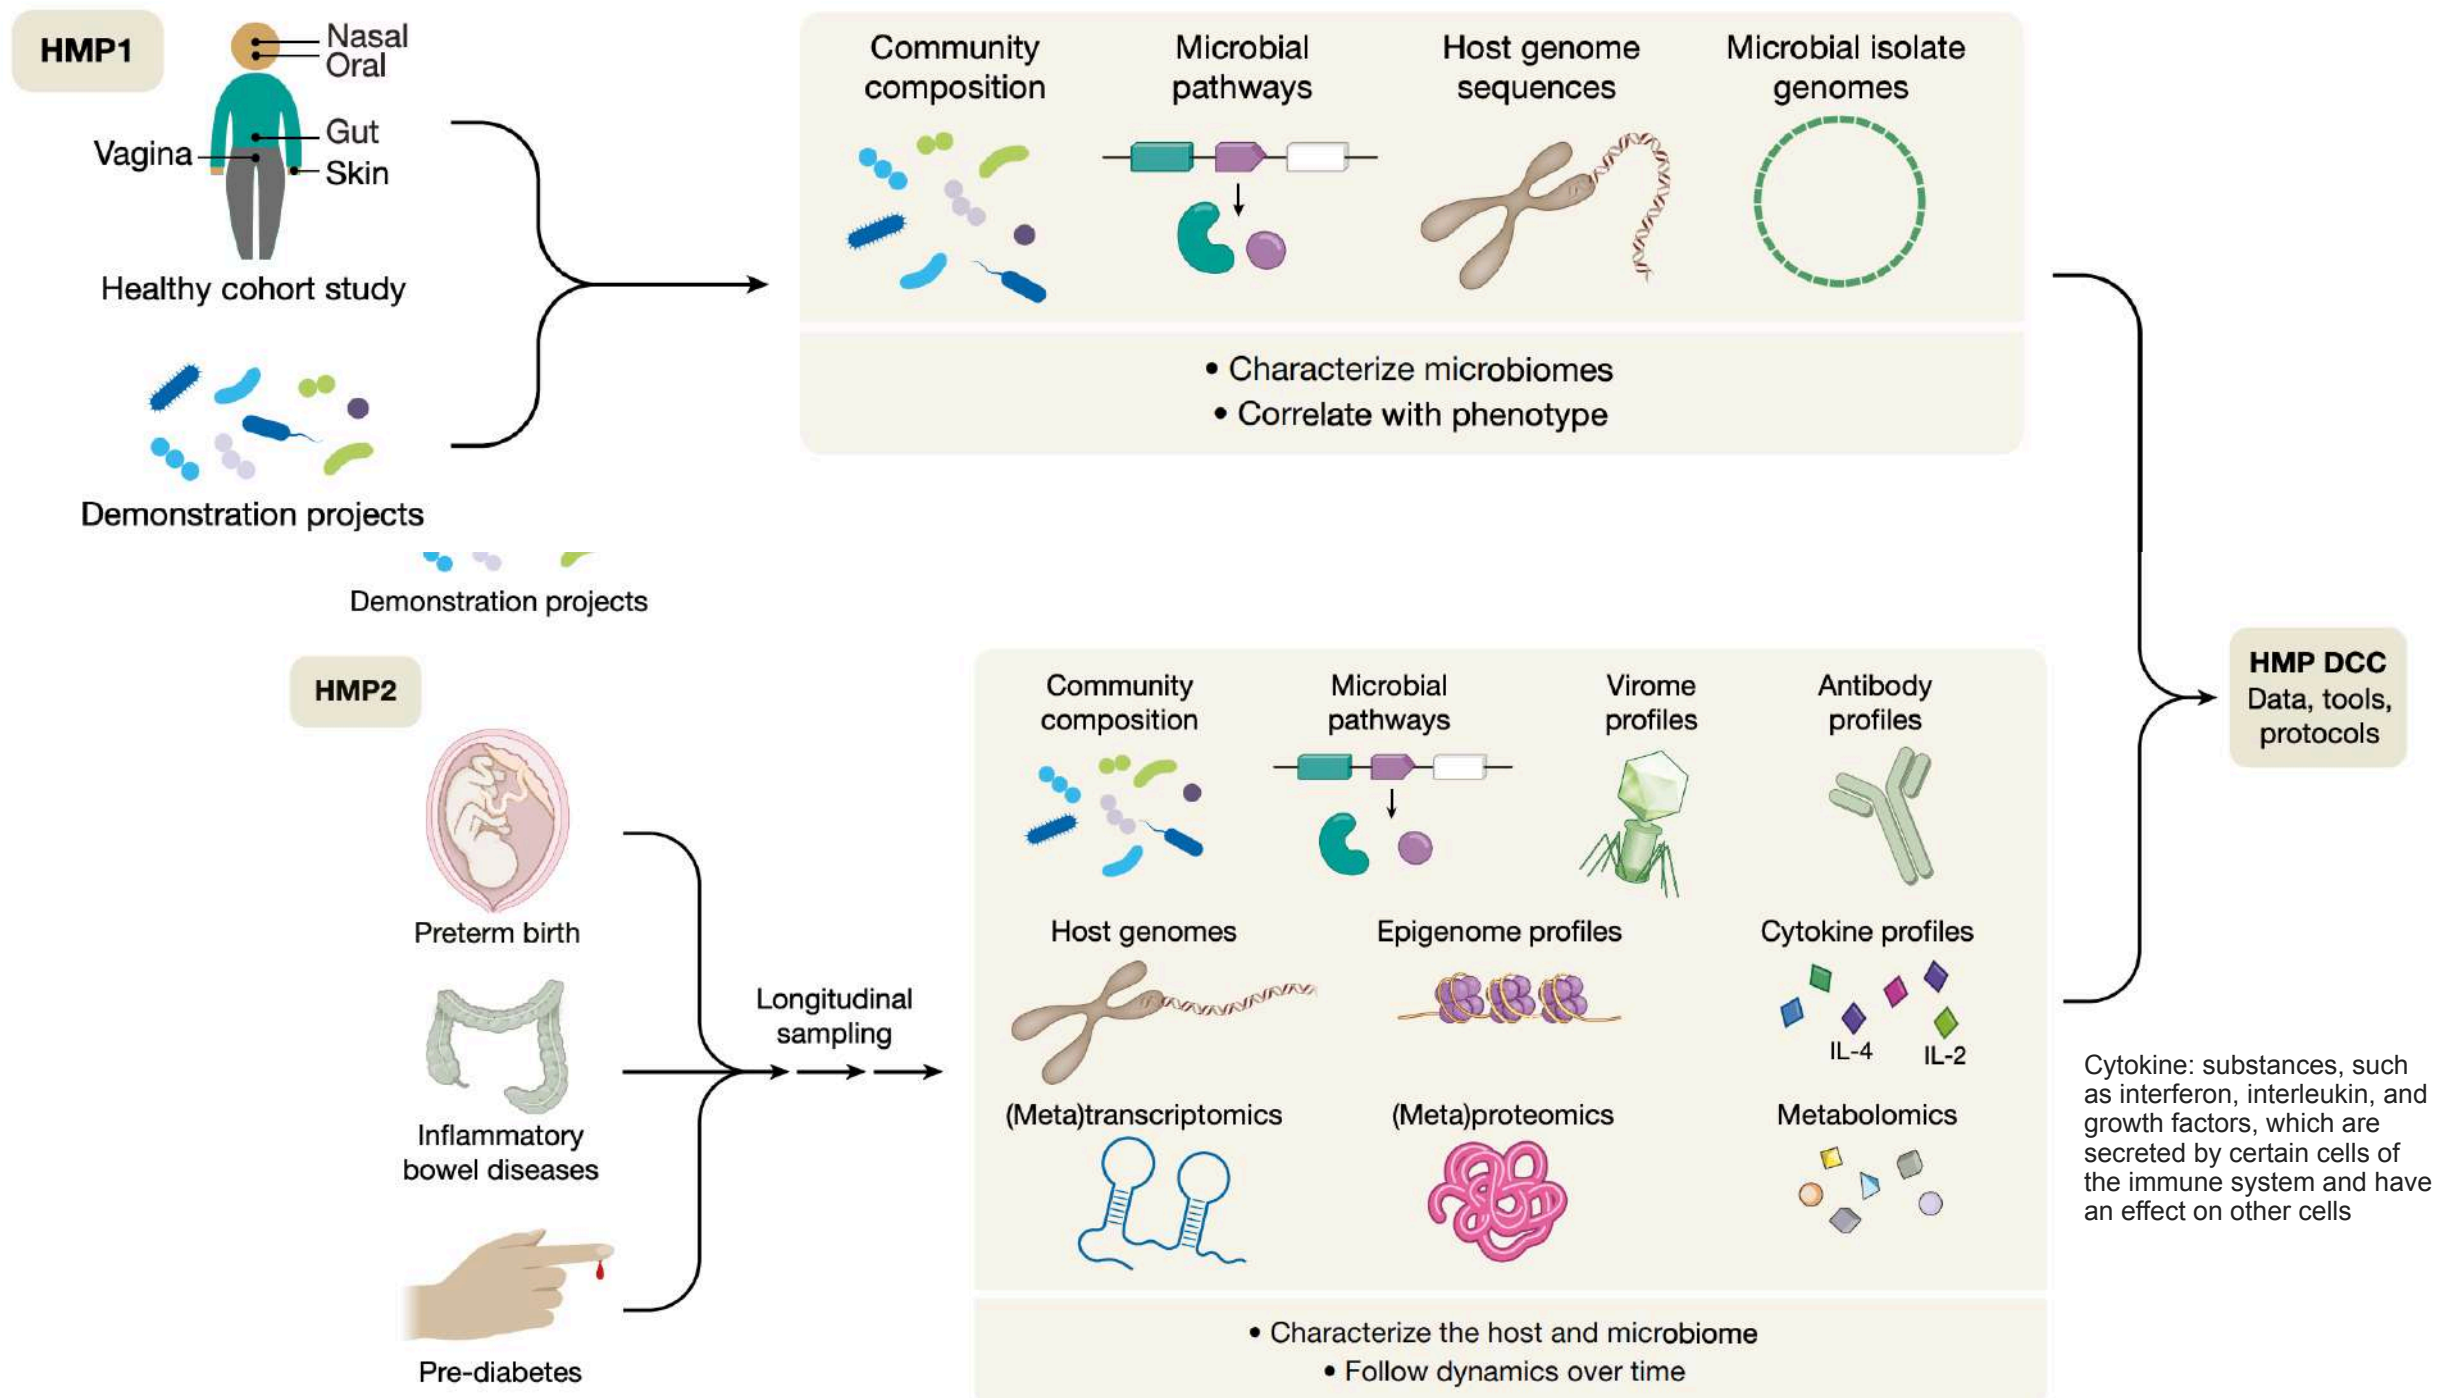 HMP1
Nasal
Oral
Gut
Vagina
Skin
Healthy cohort study
Demonstration projects
Community
composition
Microbial
pathways
Host genome
sequences
Microbial isolate
genomes
• Characterize microbiomes
• Correlate with phenotype
Demonstration projects
HMP2
Preterm birth
Inflammatory
bowel diseases
Pre-diabetes
Longitudinal
sampling
Community
composition
Microbial
pathways
Virome
profiles
Antibody
profiles
Host genomes
Epigenome profiles
Cytokine profiles
IL-4
IL-2
(Meta)transcriptomics
(Meta)proteomics
Metabolomics
• Characterize the host and microbiome
• Follow dynamics over time
HMP DCC
Data, tools,
protocols
Cytokine: substances, such
as interferon, interleukin, and
growth factors, which are
secreted by certain cells of
the immune system and have
an effect on other cells